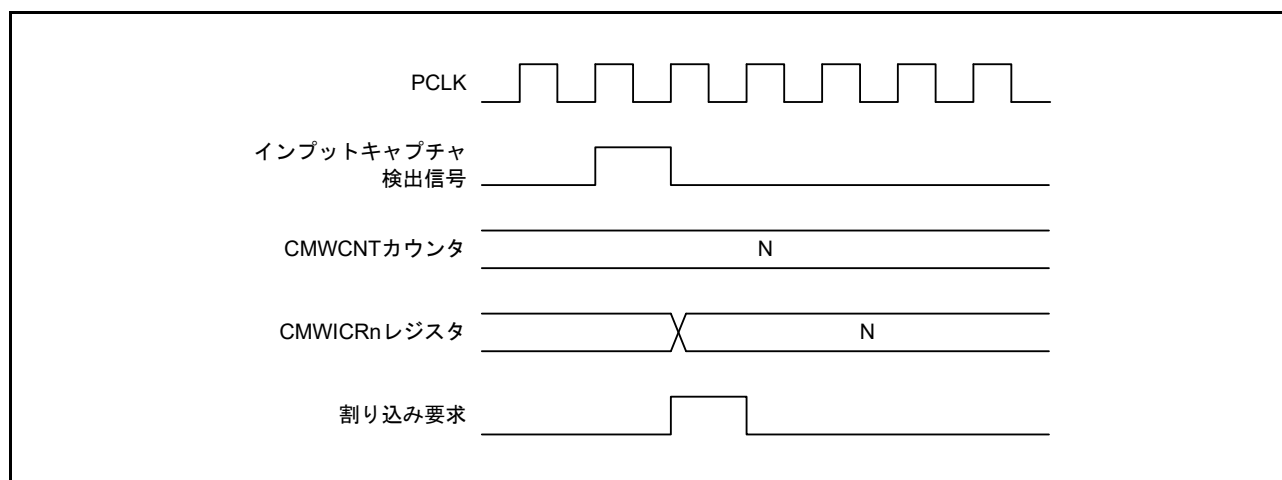 PCLK
インプットキャプチャ
検出信号
CMWCNTカウンタ
N
CMWICRnレジスタ
N
割り込み要求